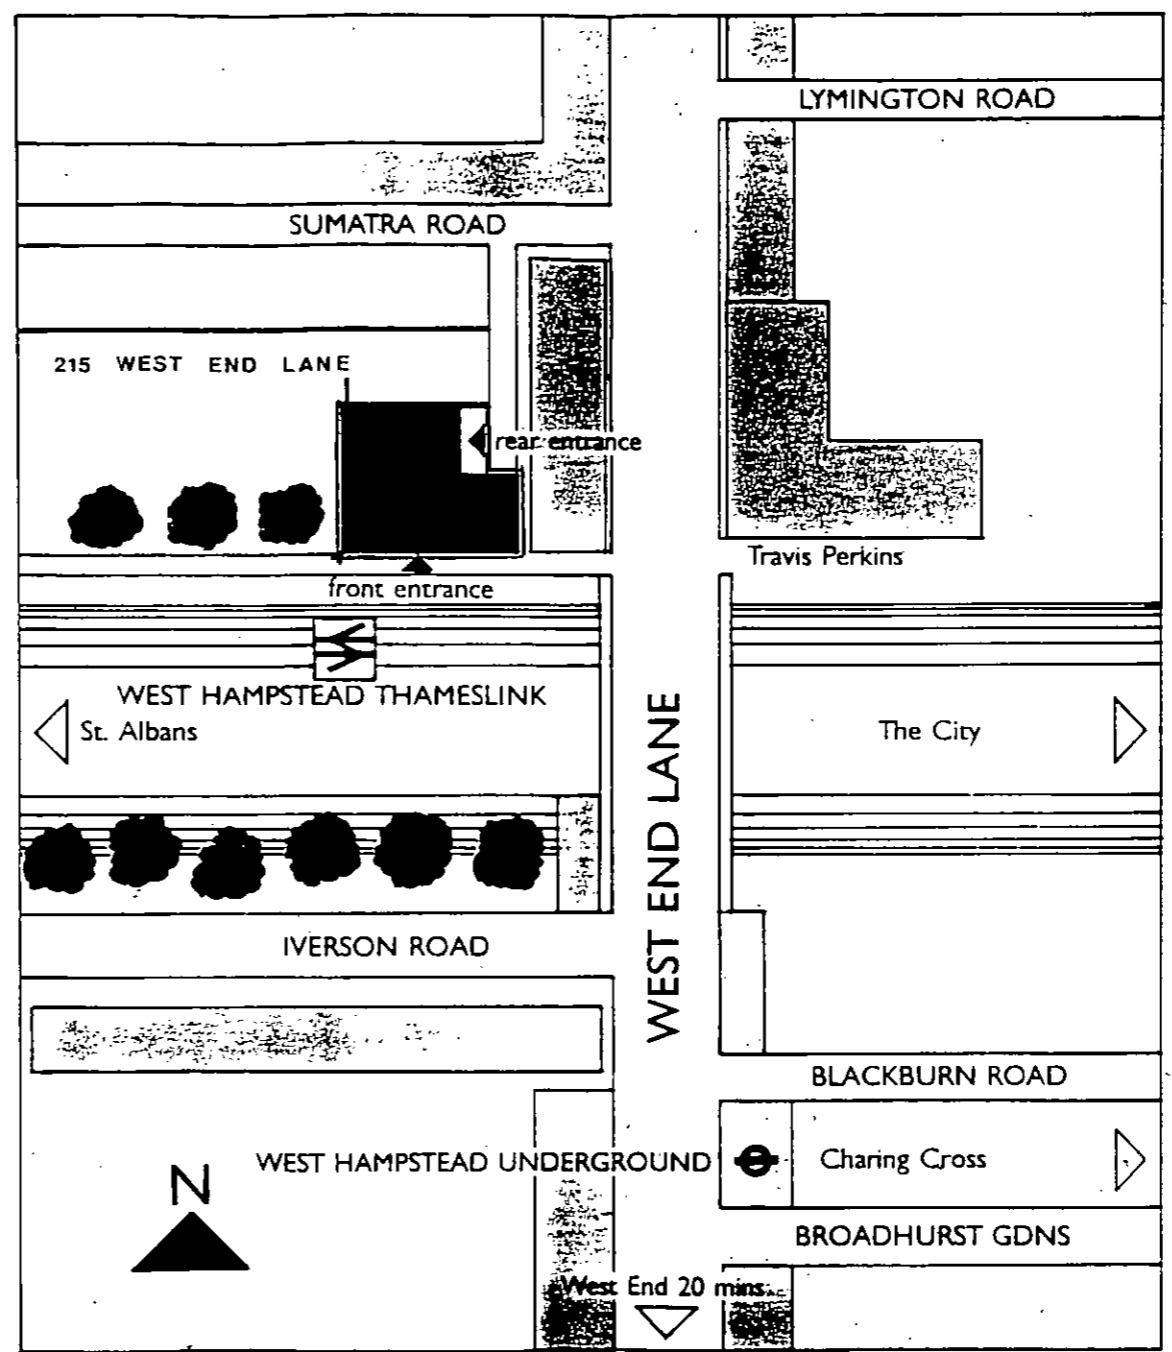 LYMINGTON ROAD
SUMATRA ROAD
215 WEST END LANE
rear entrance
Travis Perkins
front entrance
WEST HAMPSTEAD THAMESLINK
St. Albans
The City
WEST END LANE
IVERSON ROAD
BLACKBURN ROAD
WEST HAMPSTEAD UNDERGROUND
Charing Cross
N
BROADHURST GDNS
West End 20 mins